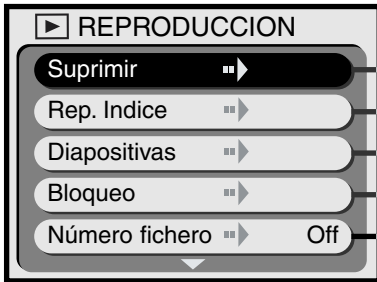 REPRODUCCION
Suprimir
Rep. Indice
Diapositivas
Bloqueo
Número fichero Off